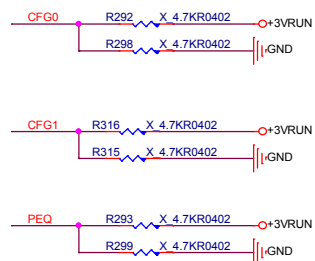 CFG0 R292 X_4.7KR0402 +3VRUN
R298 X_4.7KR0402 GND
CFG1 R316 X_4.7KR0402 +3VRUN
R315 X_4.7KR0402 GND
PEQ R293 X_4.7KR0402 +3VRUN
R299 X_4.7KR0402 GND